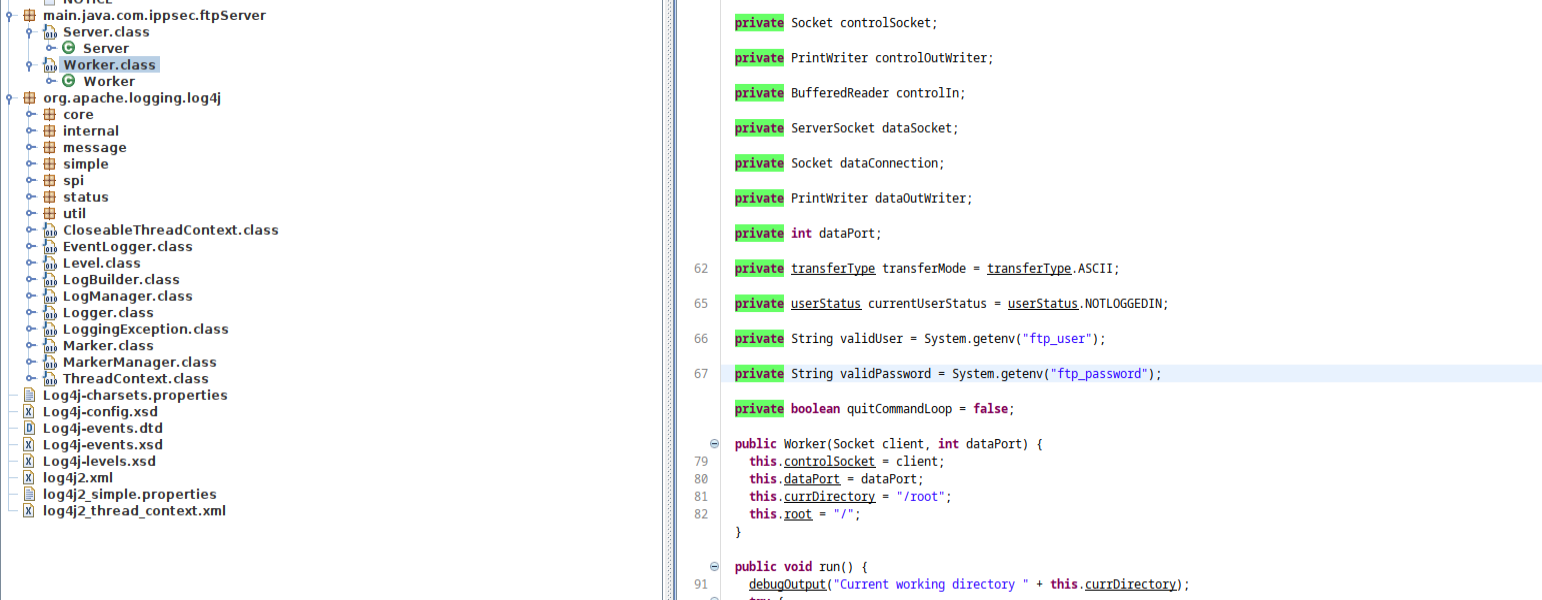 NOTICE
main.java.com.ippsec.ftpServer
Server.class
Server
Worker.class
Worker
org.apache.logging.log4j
core
internal
message
simple
spi
status
util
CloseableThreadContext.class
EventLogger.class
Level.class
LogBuilder.class
LogManager.class
Logger.class
LoggingException.class
Marker.class
MarkerManager.class
ThreadContext.class
Log4j-charsets.properties
Log4j-config.xsd
Log4j-events.dtd
Log4j-events.xsd
Log4j-levels.xsd
log4j2.xml
log4j2_simple.properties
log4j2_thread_context.xml
private Socket controlSocket;
private PrintWriter controlOutWriter;
private BufferedReader controlIn;
private ServerSocket dataSocket;
private Socket dataConnection;
private PrintWriter dataOutWriter;
private int dataPort;
62 private transferType transferMode = transferType.ASCII;
65 private userStatus currentUserStatus = userStatus.NOTLOGGEDIN;
66 private String validUser = System.getenv("ftp_user");
67 private String validPassword = System.getenv("ftp_password");
private boolean quitCommandLoop = false;
public Worker(Socket client, int dataPort) {
79 this.controlSocket = client;
80 this.dataPort = dataPort;
81 this.currDirectory = "/root";
82 this.root = "/";
}
public void run() {
91 debugOutput("Current working directory " + this.currDirectory);
try {